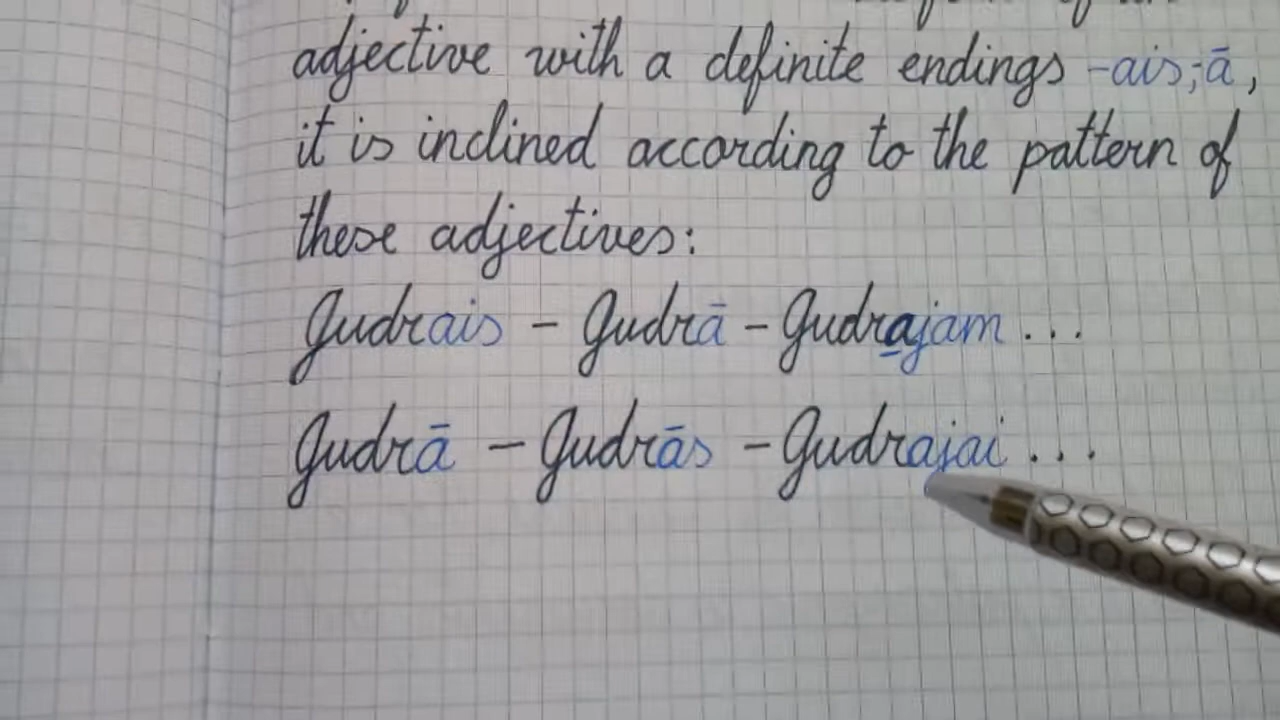 adjective with a definite endings -ais;-ā,
it is inclined according to the pattern of
these adjectives:
gudrais - gudrā - gudrajam ...
gudrā - gudrās - gudrajai ...